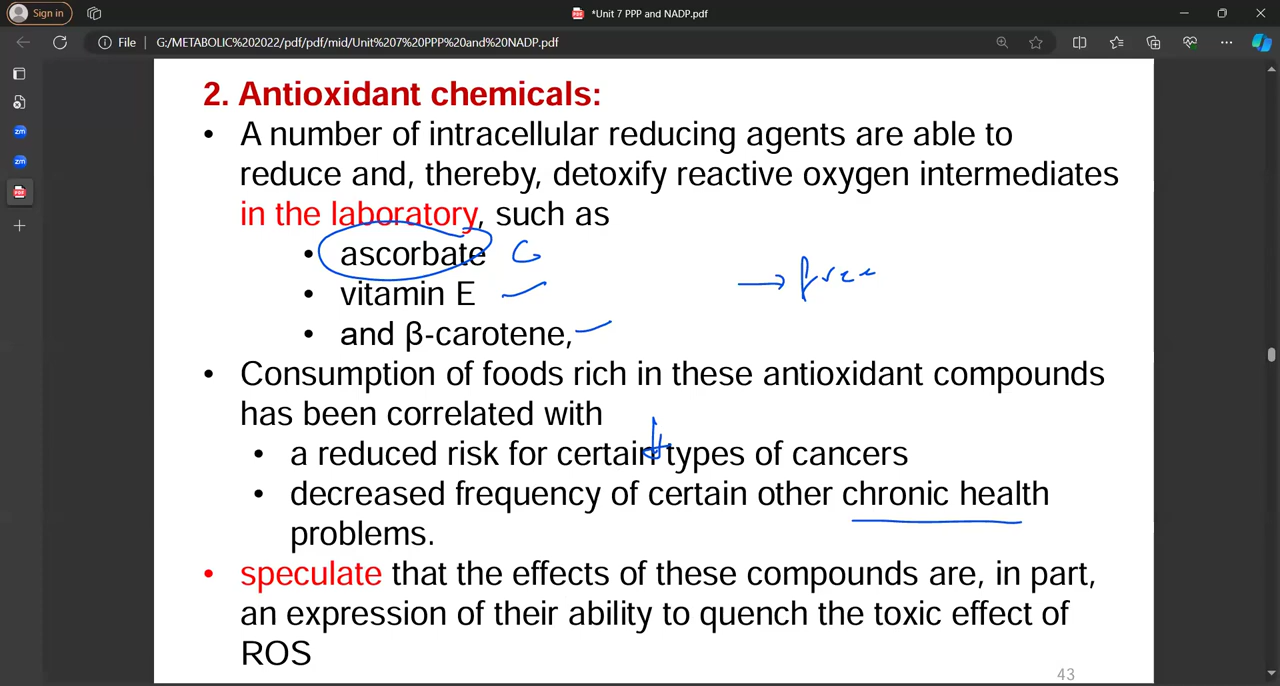 Sign in
*Unit 7 PPP and NADP.pdf
File
G:/METABOLIC%202022/pdf/pdf/mid/Unit%207%20PPP%20and%20NADP.pdf
zm
zm
PDF
2. Antioxidant chemicals:
• A number of intracellular reducing agents are able to
reduce and, thereby, detoxify reactive oxygen intermediates
in the laboratory, such as
• ascorbate C
• vitamin E
→ free
• and β-carotene,
• Consumption of foods rich in these antioxidant compounds
has been correlated with
• a reduced risk for certain types of cancers
• decreased frequency of certain other chronic health
problems.
• speculate that the effects of these compounds are, in part,
an expression of their ability to quench the toxic effect of
ROS
43